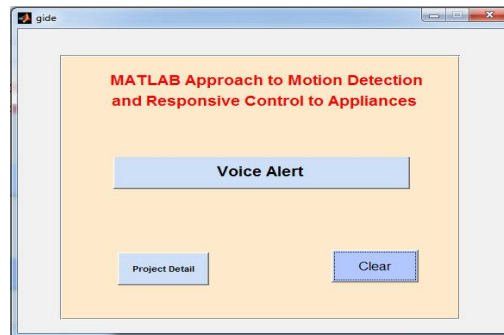 gide
MATLAB Approach to Motion Detection
and Responsive Control to Appliances
Voice Alert
Project Detail
Clear